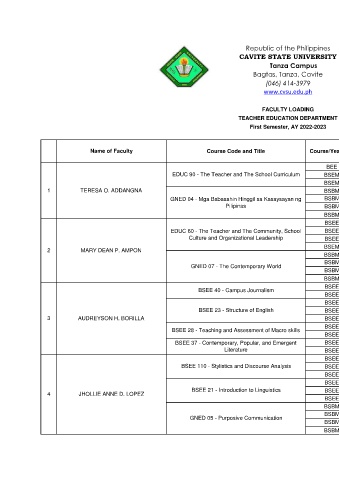 Republic of the Philippines
CAVITE STATE UNIVERSITY
Tanza Campus
Bagtas, Tanza, Cavite
(046) 414-3979
www.cvsu.edu.ph
FACULTY LOADING
TEACHER EDUCATION DEPARTMENT
First Semester, AY 2022-2023
Name of Faculty Course Code and Title Course/Yea
1 TERESA O. ADDANGNA
EDUC 90 - The Teacher and The School Curriculum
BEE
BSEM
BSEM
GNED 04 - Mga Babasahin Hinggil sa Kasaysayan ng
Pilipinas
BSBM
BSBM
BSBM
BSBM
2 MARY DEAN P. AMPON
EDUC 60 - The Teacher and The Community, School
Culture and Organizational Leadership
BSEE
BSEE
BSEE
BSEM
GNED 07 - The Contemporary World
BSBM
BSBM
BSBM
BSBM
3 AUDREYSON H. BORILLA
BSEE 40 - Campus Journalism
BSEE
BSEE
BSEE 23 - Structure of English
BSEE
BSEE
BSEE
BSEE 28 - Teaching and Assessment of Macro skills
BSEE
BSEE
BSEE 37 - Contemporary, Popular, and Emergent
Literature
BSEE
BSEE
4 JHOLLIE ANNE D. LOPEZ
BSEE 110 - Stylistics and Discourse Analysis
BSEE
BSEE
BSEE
BSEE 21 - Introduction to Linguistics
BSEE
BSEE
BSEE
GNED 05 - Purposive Communication
BSBM
BSBM
BSBM
BSBM